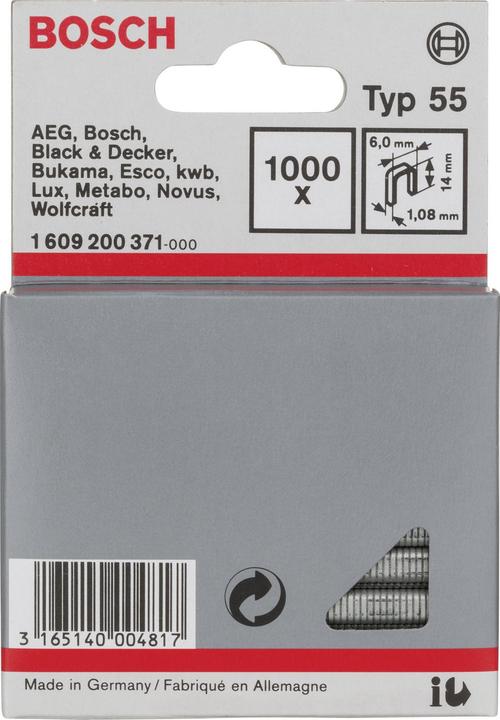 BOSCH
Typ 55
AEG, Bosch,
Black & Decker,
Bukama, Esco, kwb,
Lux, Metabo, Novus,
Wolfcraft
1 609 200 371-000
1000
x
6,0 mm
14 mm
1,08 mm
3 165140 004817
Made in Germany / Fabriqué en Allemagne